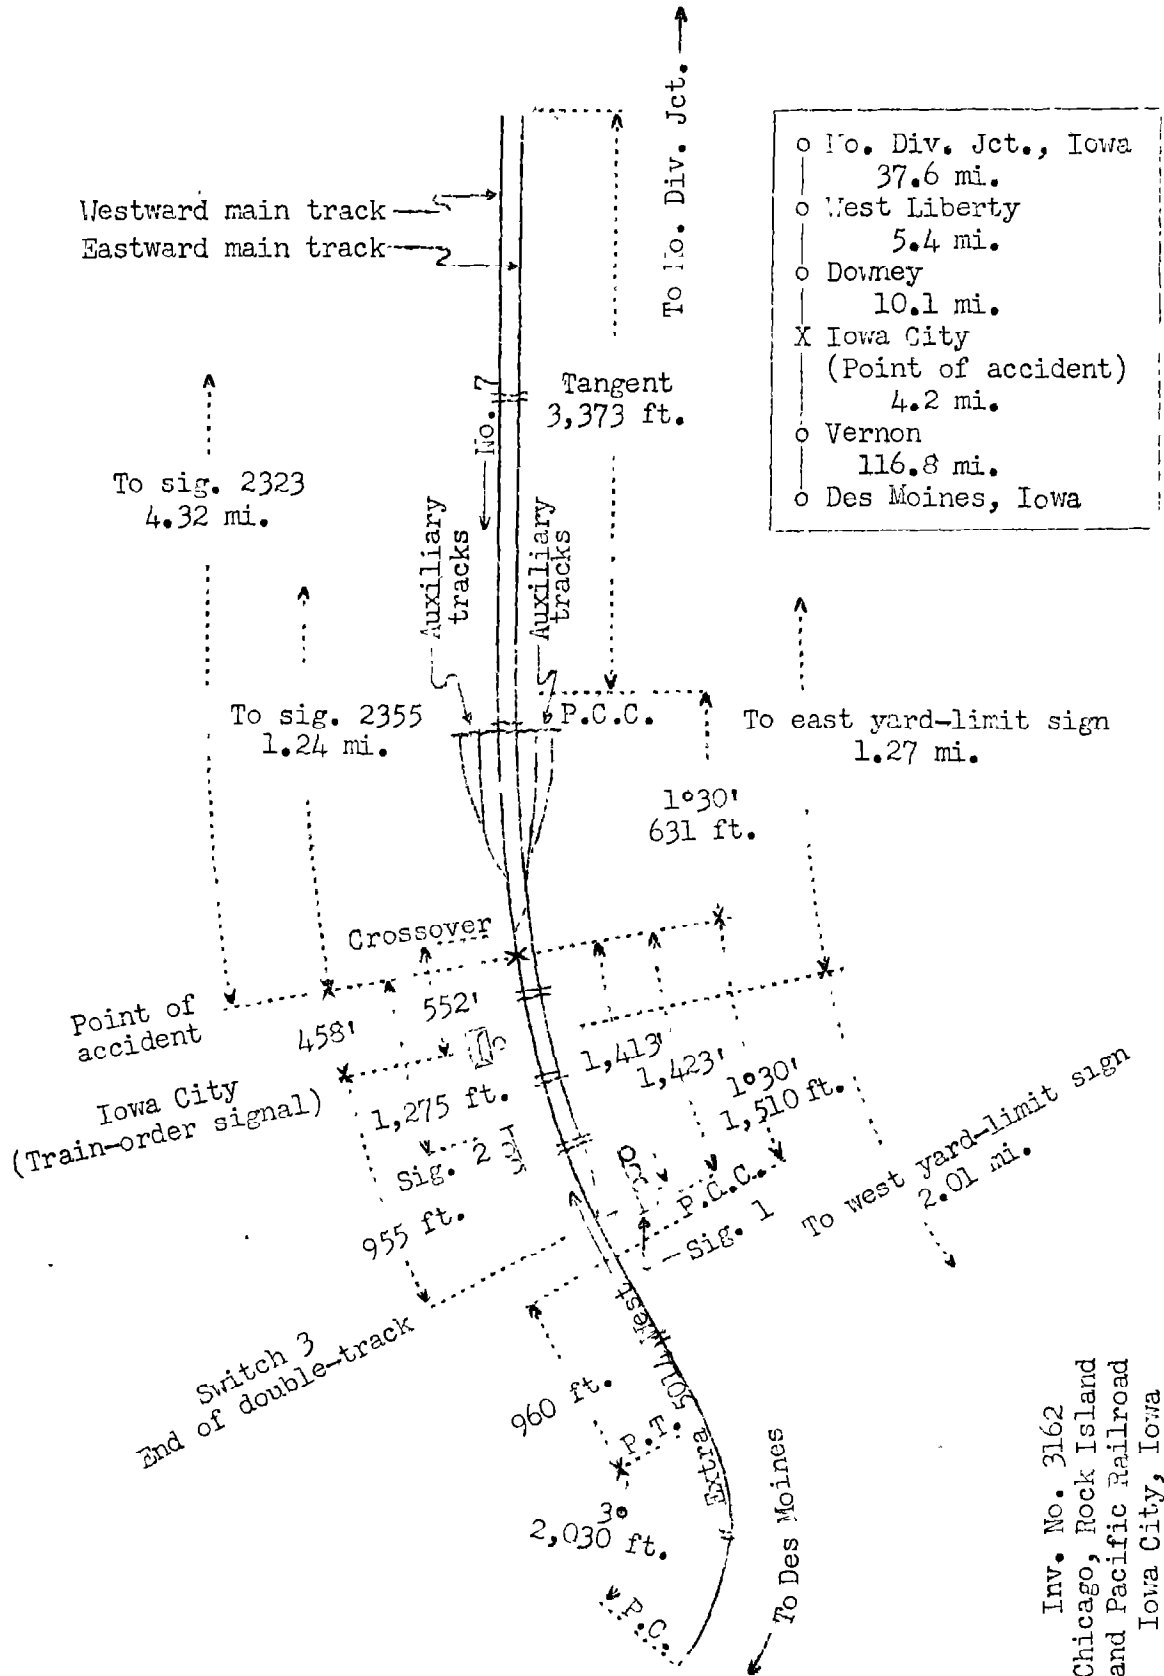 To No. Div. Jct.
Westward main track
Eastward main track
No. Div. Jct., Iowa
37.6 mi.
West Liberty
5.4 mi.
Downey
10.1 mi.
X Iowa City
(Point of accident)
4.2 mi.
Vernon
116.8 mi.
Des Moines, Iowa
No. 7
Tangent
3,373 ft.
To sig. 2323
4.32 mi.
Auxiliary
tracks
Auxiliary
tracks
To sig. 2355
1.24 mi.
P.C.C.
To east yard-limit sign
1.27 mi.
1°30'
631 ft.
Crossover
Point of
accident
458'
552'
1,413'
1,423'
1°30'
1,510 ft.
Iowa City
(Train-order signal)
1,275 ft.
Sig. 2
955 ft.
P.C.C.
Sig. 1
To west yard-limit sign
2.01 mi.
Switch 3
End of double-track
960 ft.
P.T.
Extra 5014 West
3°
2,030 ft.
P.C.
To Des Moines
Inv. No. 3162
Chicago, Rock Island
and Pacific Railroad
Iowa City, Iowa